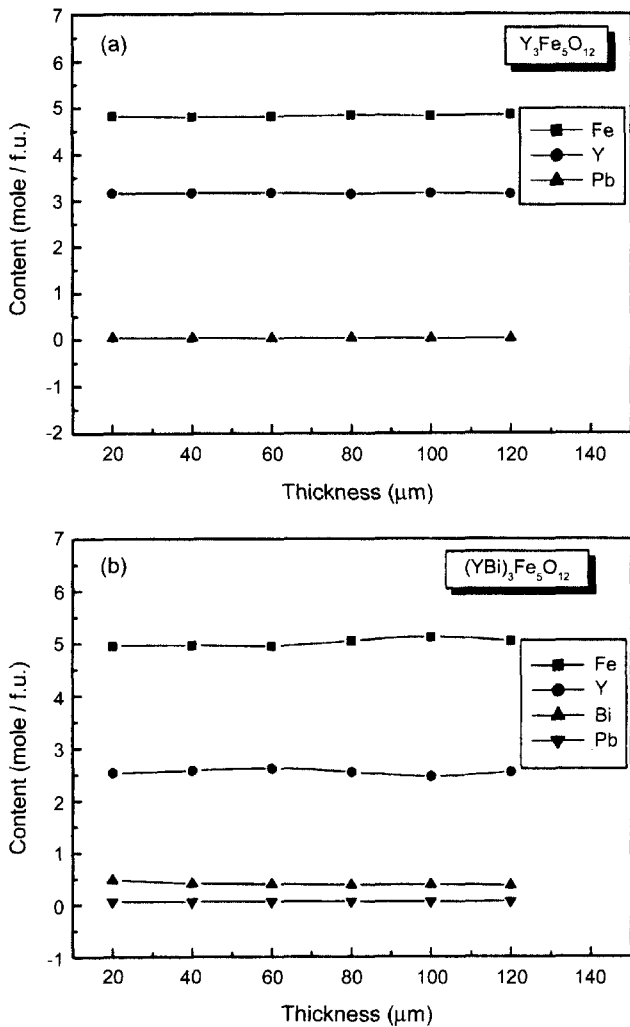 (a)
Y3Fe5O12
Fe
Y
Pb
7
6
5
4
3
2
1
0
-1
-2
Content (mole / f.u.)
20 40 60 80 100 120 140
Thickness (μm)
(b)
(YBi)3Fe5O12
Fe
Y
Bi
Pb
7
6
5
4
3
2
1
0
-1
Content (mole / f.u.)
20 40 60 80 100 120 140
Thickness (μm)